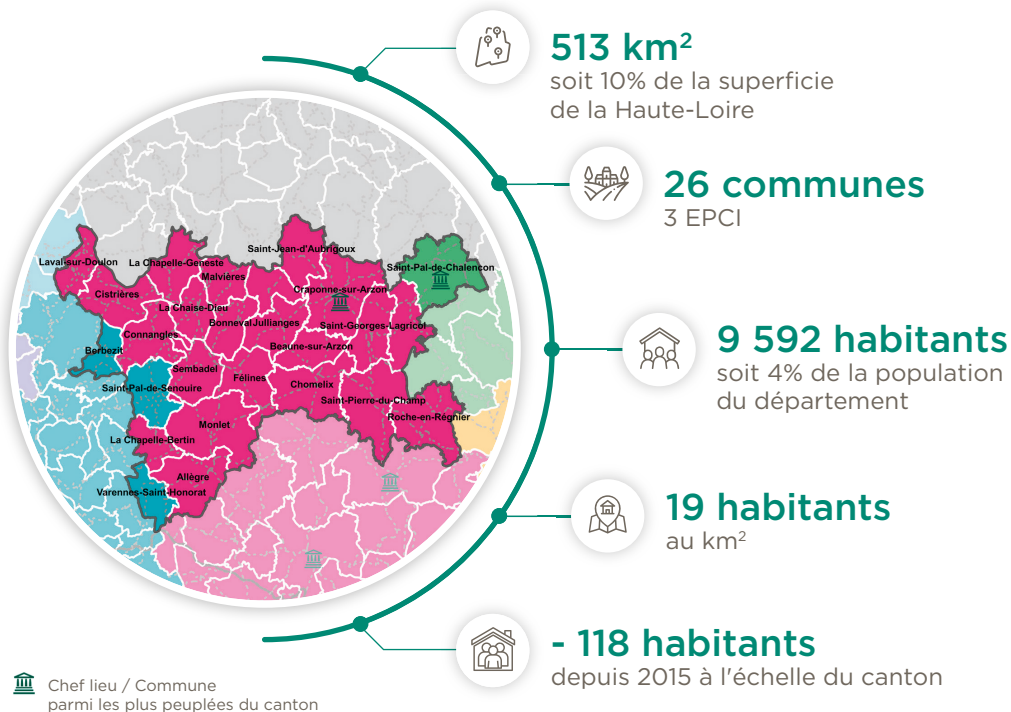 513 km²
soit 10% de la superficie
de la Haute-Loire
26 communes
3 EPCI
9 592 habitants
soit 4% de la population
du département
19 habitants
au km²
- 118 habitants
depuis 2015 à l'échelle du canton
Saint-Jean-d'Aubrigoux
Laval-sur-Doulon
La Chapelle-Geneste
Saint-Pal-de-Chalencon
Malvières
Craponne-sur-Arzon
Cistrières
La Chaise-Dieu
Bonneval
Jullianges
Saint-Georges-Lagricol
Connangles
Beaune-sur-Arzon
Berbezit
Sembadel
Félines
Chomelix
Saint-Pal-de-Senouire
Saint-Pierre-du-Champ
Roche-en-Régnier
Monlet
La Chapelle-Bertin
Allègre
Varennes-Saint-Honorat
Chef lieu / Commune
parmi les plus peuplées du canton